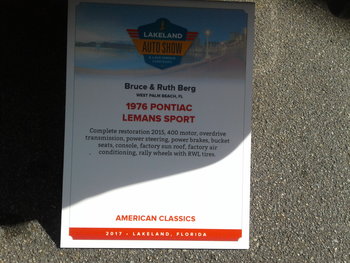 LAKELAND
AUTO SHOW
Bruce & Ruth Berg
WEST PALM BEACH, FL
1976 PONTIAC
LEMANS SPORT
Complete restoration 2015, 400 motor, overdrive
transmission, power steering, power brakes, bucket
seats, console, factory sun roof, factory air
conditioning, rally wheels with RWL tires.
AMERICAN CLASSICS
2017 - LAKELAND, FLORIDA